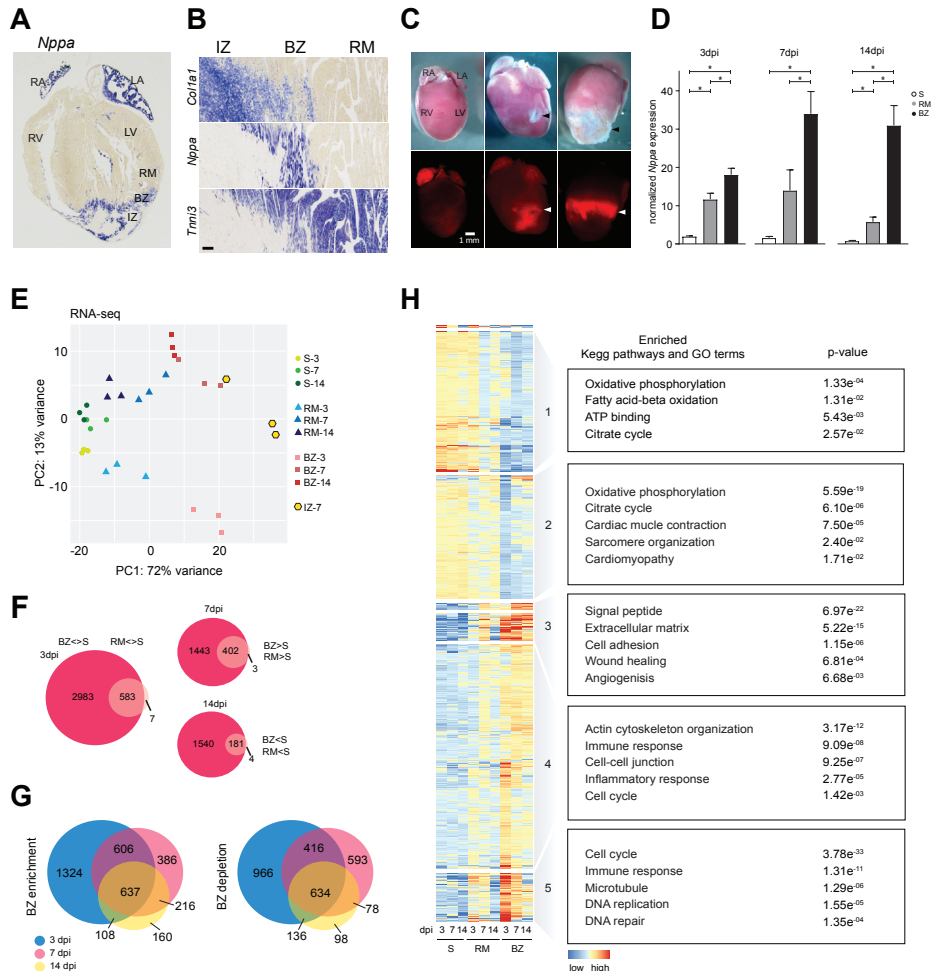 A
Nppa
RA
LA
RV
LV
RM
BZ
IZ
B
IZ BZ RM
Col1a1
Nppa
Tnni3
C
RA LA
RV LV
1 mm
D
3dpi 7dpi 14dpi
* * * * *
* * * *
normalized Nppa expression
40
30
20
10
0
S
RM
BZ
E
RNA-seq
PC2: 13% variance
10
0
-10
-20 0 20
PC1: 72% variance
S-3
S-7
S-14
RM-3
RM-7
RM-14
BZ-3
BZ-7
BZ-14
IZ-7
F
BZ<>S RM<>S
3dpi
2983 583
7
7dpi
1443 402
BZ>S
RM>S
3
14dpi
1540 181
BZ<S
RM<S
4
G
BZ enrichment
1324 606 386
637
216
108 160
3 dpi
7 dpi
14 dpi
BZ depletion
966 416 593
634
78
136 98
H
Enriched
Kegg pathways and GO terms p-value
1
Oxidative phosphorylation 1.33e-04
Fatty acid-beta oxidation 1.31e-02
ATP binding 5.43e-03
Citrate cycle 2.57e-02
2
Oxidative phosphorylation 5.59e-19
Citrate cycle 6.10e-06
Cardiac mucle contraction 7.50e-05
Sarcomere organization 2.40e-02
Cardiomyopathy 1.71e-02
3
Signal peptide 6.97e-22
Extracellular matrix 5.22e-15
Cell adhesion 1.15e-06
Wound healing 6.81e-04
Angiogenisis 6.68e-03
4
Actin cytoskeleton organization 3.17e-12
Immune response 9.09e-08
Cell-cell junction 9.25e-07
Inflammatory response 2.77e-05
Cell cycle 1.42e-03
5
Cell cycle 3.78e-33
Immune response 1.31e-11
Microtubule 1.29e-06
DNA replication 1.55e-05
DNA repair 1.35e-04
dpi 3 7 14 3 7 14 3 7 14
S RM BZ
low high